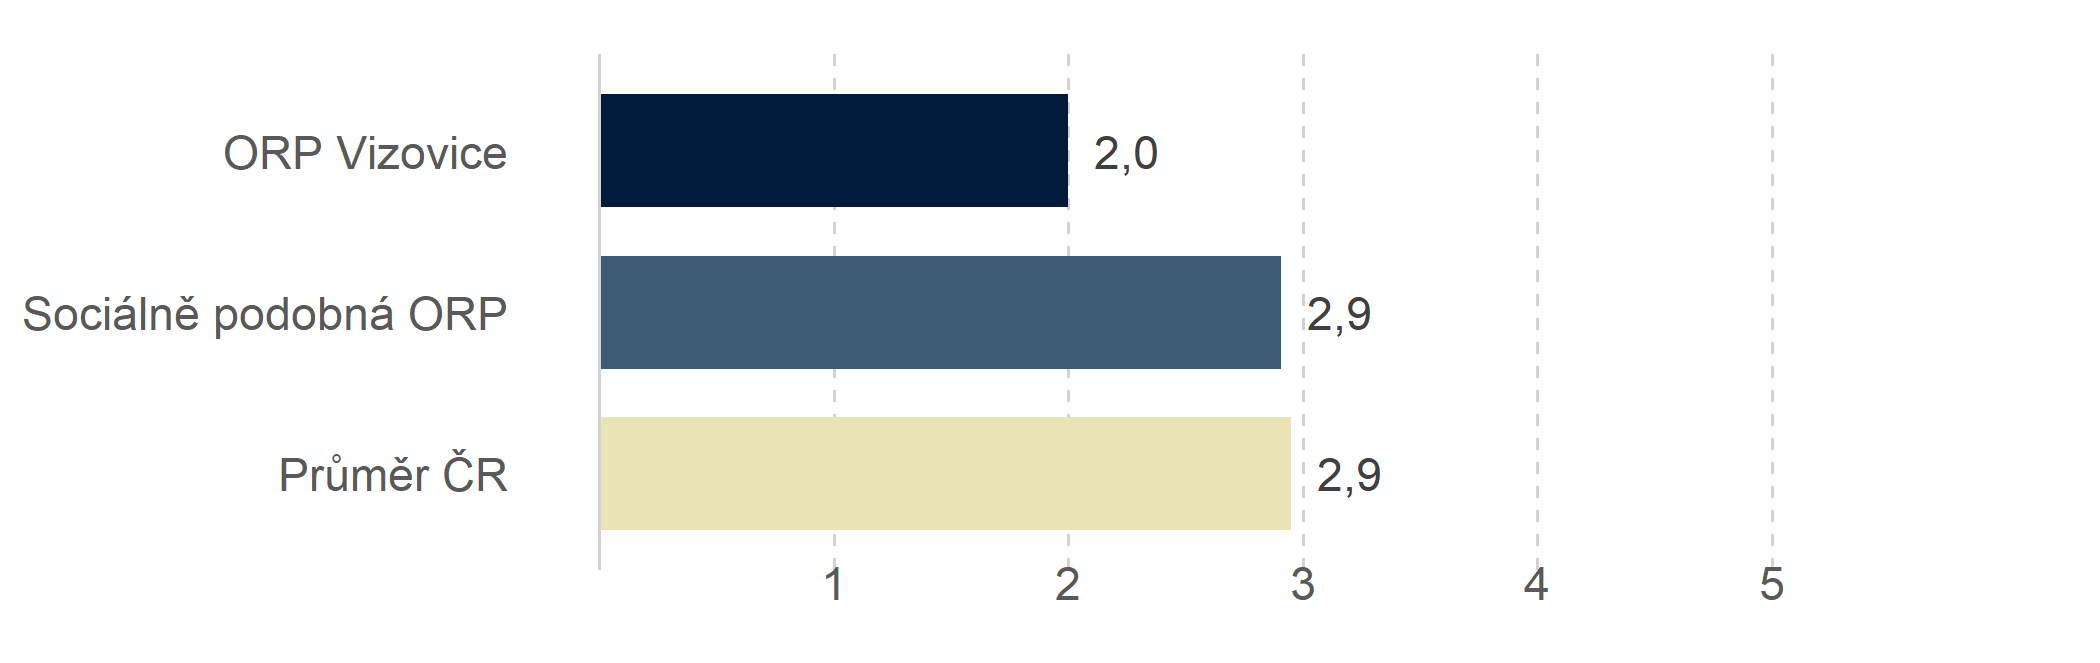 ORP Vizovice 2,0
Sociálně podobná ORP 2,9
Průměr ČR 2,9
1 2 3 4 5